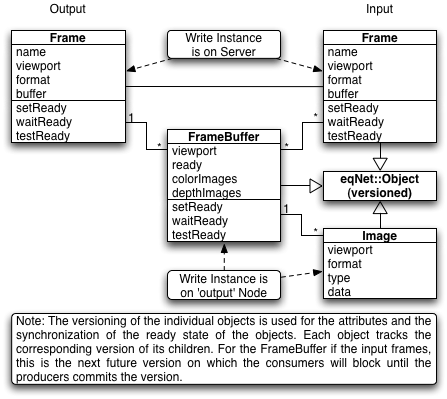 Output
Input
Frame
name
viewport
format
buffer
setReady
waitReady
testReady
Write Instance
is on Server
Frame
name
viewport
format
buffer
setReady
waitReady
testReady
1
*
*
*
FrameBuffer
viewport
ready
colorImages
depthImages
setReady
waitReady
testReady
eqNet::Object
(versioned)
1
*
Image
viewport
format
type
data
Write Instance is
on 'output' Node
Note: The versioning of the individual objects is used for the attributes and the
synchronization of the ready state of the objects. Each object tracks the
corresponding version of its children. For the FrameBuffer if the input frames,
this is the next future version on which the consumers will block until the
producers commits the version.